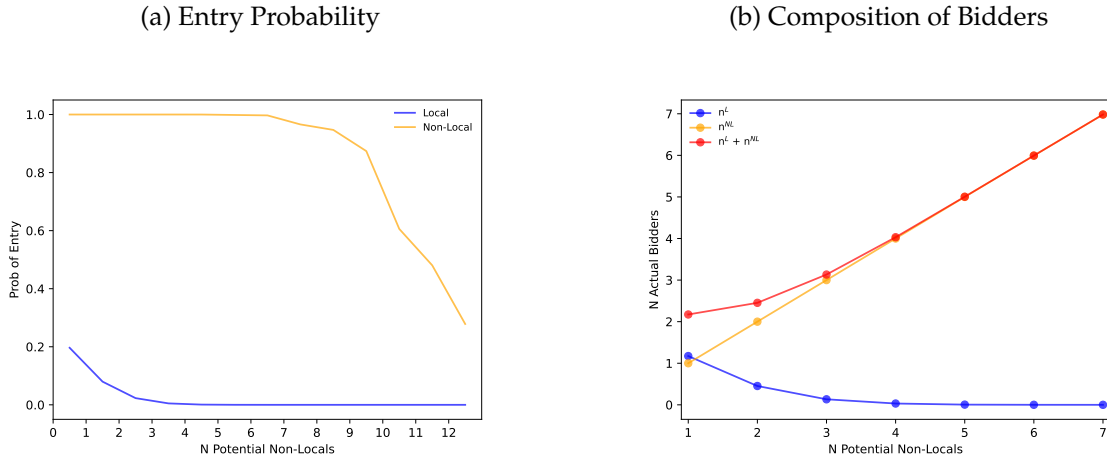 (a) Entry Probability
Prob of Entry
1.0
0.8
0.6
0.4
0.2
0.0
Local
Non-Local
0 1 2 3 4 5 6 7 8 9 10 11 12
N Potential Non-Locals
(b) Composition of Bidders
N Actual Bidders
7
6
5
4
3
2
1
0
n^L
n^NL
n^L + n^NL
1 2 3 4 5 6 7
N Potential Non-Locals